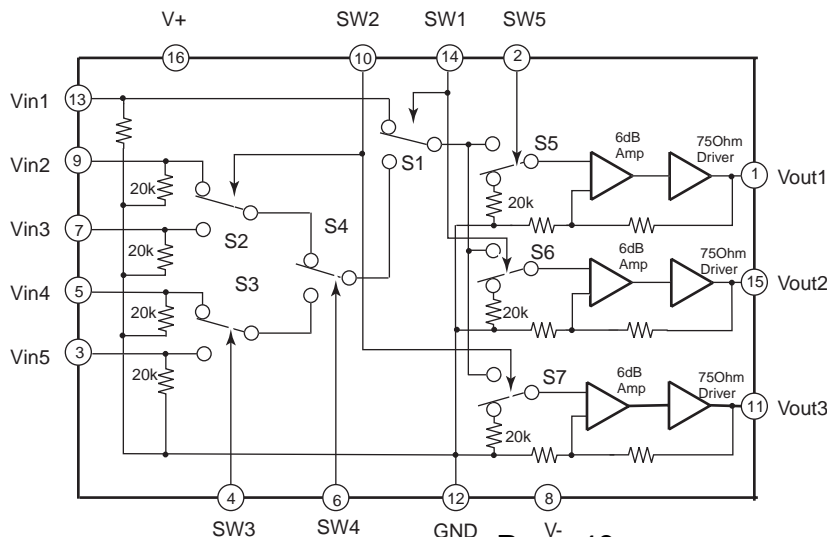 V+
SW2
SW1
SW5
16
10
14
2
Vin1
13
6dB
Amp
75Ohm
Driver
S5
S1
Vin2
9
20k
1
Vout1
S4
20k
Vin3
7
S2
20k
S6
6dB
Amp
75Ohm
Driver
Vin4
5
S3
15
Vout2
20k
20k
Vin5
3
20k
S7
6dB
Amp
75Ohm
Driver
11
Vout3
20k
4
6
12
8
SW3
SW4
GND
V-